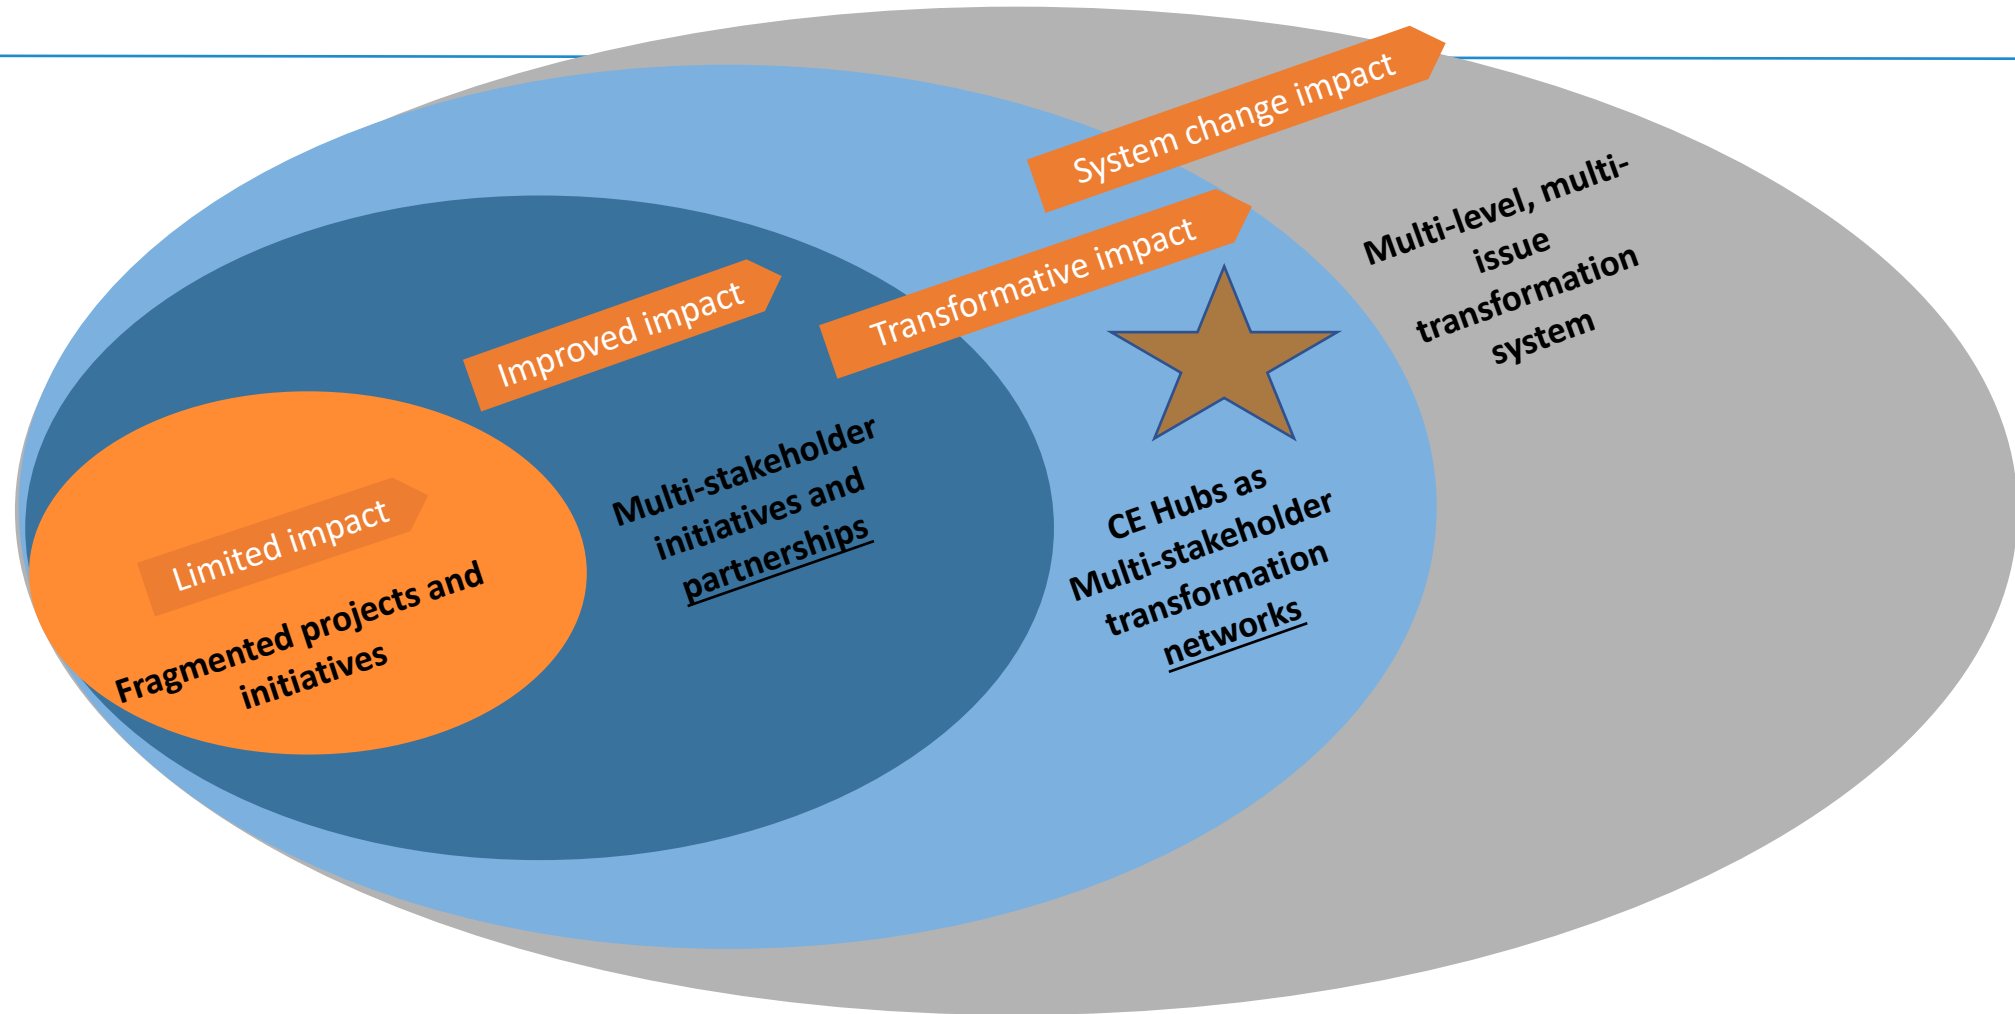 System change impact
Multi-level, multi-
issue
transformation
system
Transformative impact
Improved impact
CE Hubs as
Multi-stakeholder
transformation
networks
Multi-stakeholder
initiatives and
partnerships
Limited impact
Fragmented projects and
initiatives